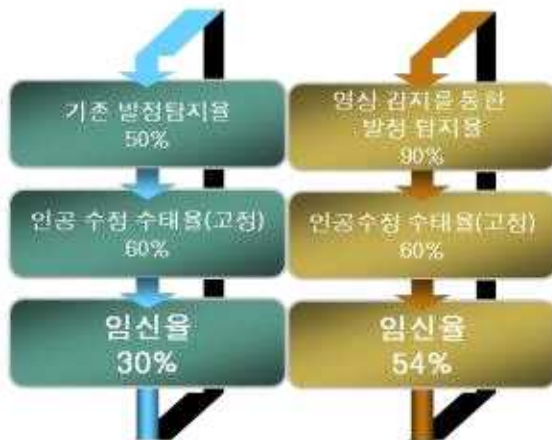 기존 발정탐지율
50%
인공 수정 수태율(고정)
60%
임신율
30%
영상 감지를 통한
발정 탐지율
90%
인공수정 수태율(고정)
60%
임신율
54%